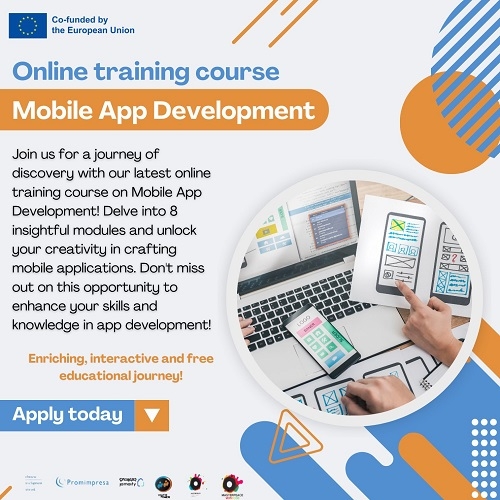 Co-funded by
the European Union
Online training course
Mobile App Development
Join us for a journey of
discovery with our latest online
training course on Mobile App
Development! Delve into 8
insightful modules and unlock
your creativity in crafting
mobile applications. Don't miss
out on this opportunity to
enhance your skills and
knowledge in app development!
LOGO
Enriching, interactive and free
educational journey!
Apply today
Promimpresa